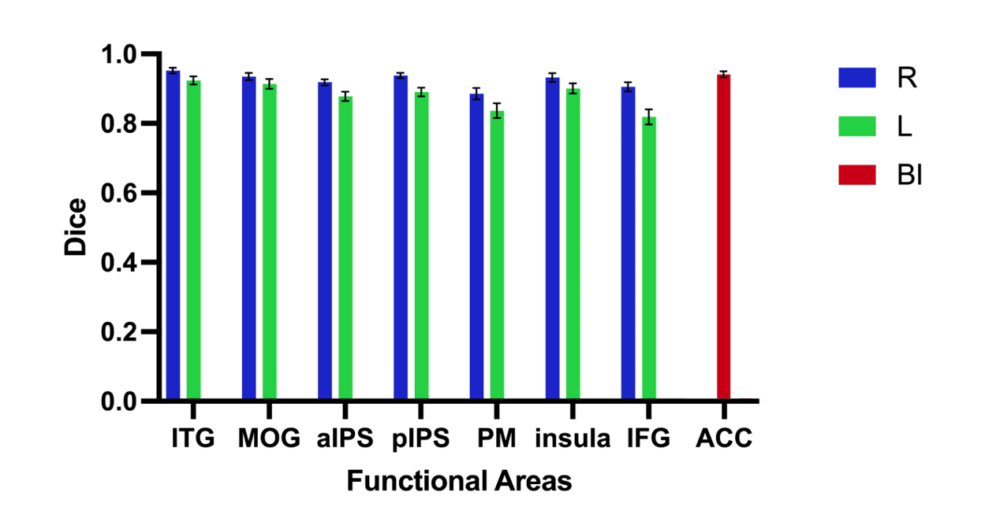 1.0
0.8
0.6
0.4
0.2
0.0
Dice
ITG MOG aIPS pIPS PM insula IFG ACC
Functional Areas
R
L
BI